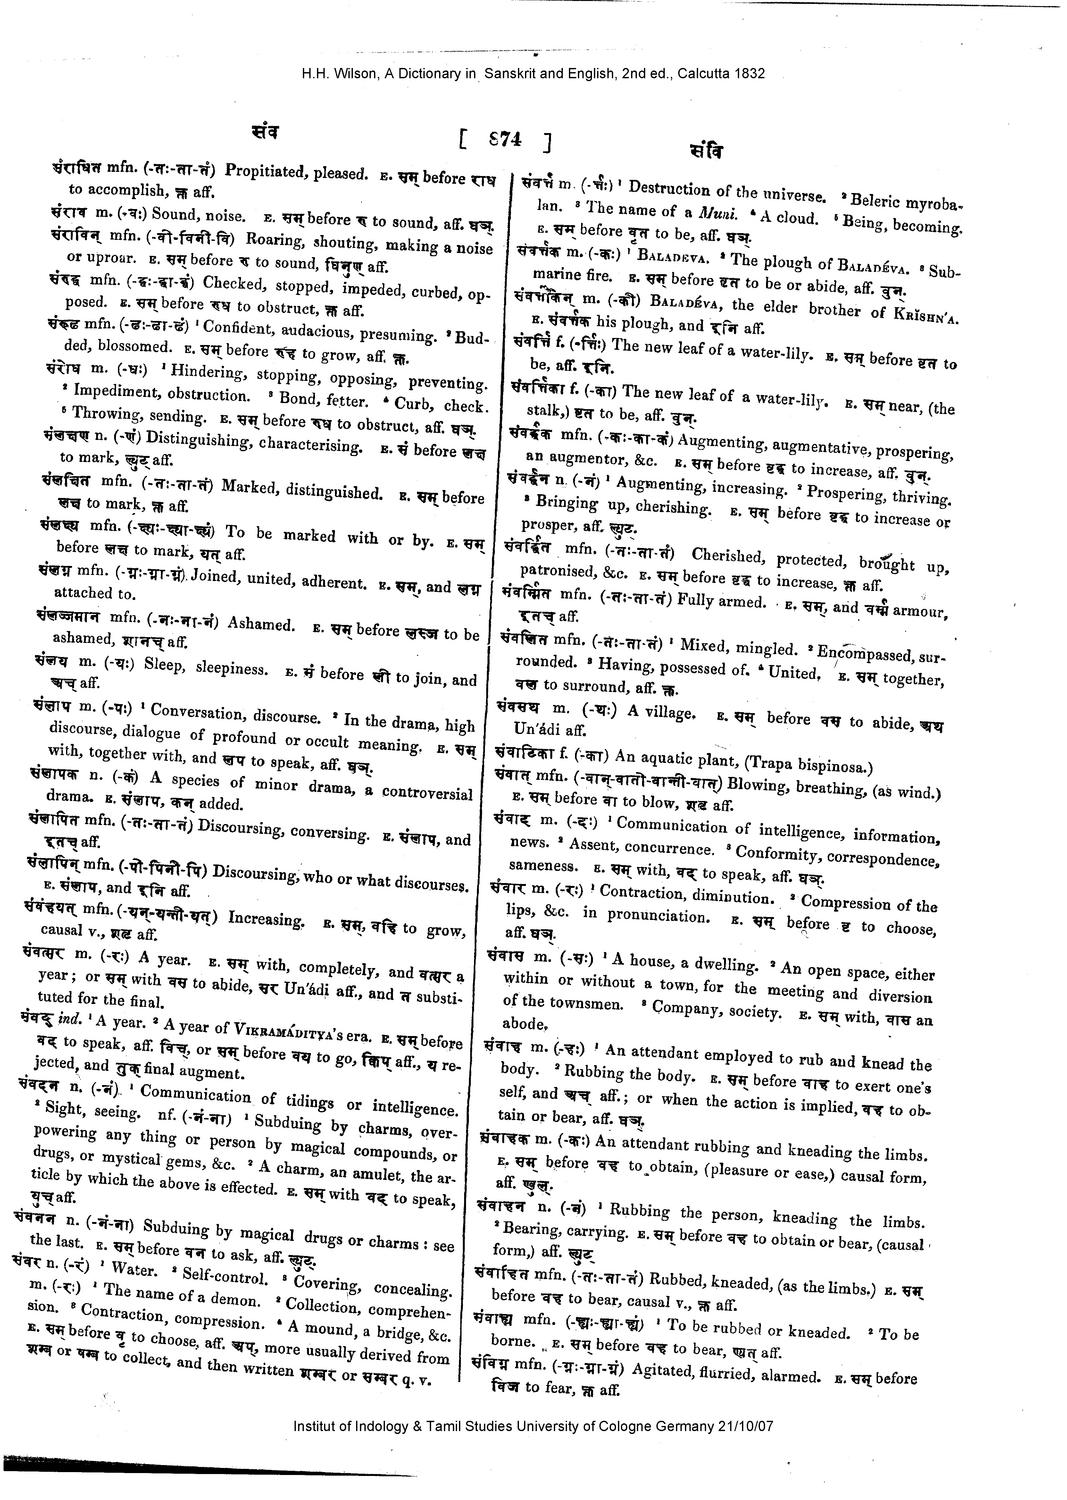 H.H. Wilson, A Dictionary in Sanskrit and English, 2nd ed., Calcutta 1832
संव
[ 874 ]
संवि
संराधित mfn. (-तः-ता-तं) Propitiated, pleased. E. सम् before राध
to accomplish, क्त aff.
संराव m. (-वः) Sound, noise. E. सम् before रु to sound, aff. घञ्.
संराविन् mfn. (-वी-विनी-वि) Roaring, shouting, making a noise
or uproar. E. सम् before रु to sound, घिनुण् aff.
संरुद्ध mfn. (-द्धः-द्धा-द्धं) Checked, stopped, impeded, curbed, op-
posed. E. सम् before रुध to obstruct, क्त aff.
संरूढ mfn. (-ढः-ढा-ढं) ¹ Confident, audacious, presuming. ² Bud-
ded, blossomed. E. सम् before रुह to grow, aff. क्त.
संरोध m. (-धः) ¹ Hindering, stopping, opposing, preventing.
² Impediment, obstruction. ³ Bond, fetter. ⁴ Curb, check.
⁵ Throwing, sending. E. सम् before रुध to obstruct, aff. घञ्.
संलक्षण n. (-णं) Distinguishing, characterising. E. सं before लक्ष
to mark, ल्युट् aff.
संलक्षित mfn. (-तः-ता-तं) Marked, distinguished. E. सम् before
लक्ष to mark, क्त aff.
संलक्ष्य mfn. (-क्ष्यः-क्ष्या-क्ष्यं) To be marked with or by. E. सम्
before लक्ष to mark, यत् aff.
संलग्न mfn. (-ग्नः-ग्ना-ग्नं) Joined, united, adherent. E. सम्, and लग्न
attached to.
संलज्जमान mfn. (-नः-ना-नं) Ashamed. E. सम् before लस्ज to be
ashamed, शानच् aff.
संलय m. (-यः) Sleep, sleepiness. E. सं before ली to join, and
अच् aff.
संलाप m. (-पः) ¹ Conversation, discourse. ² In the drama, high
discourse, dialogue of profound or occult meaning. E. सम्
with, together with, and लप to speak, aff. घञ्.
संलापक n. (-कं) A species of minor drama, a controversial
drama. E. संलाप, कन् added.
संलापित mfn. (-तः-ता-तं) Discoursing, conversing. E. संलाप, and
इतच् aff.
संलापिन् mfn. (-पी-पिनी-पि) Discoursing, who or what discourses.
E. संलाप, and इनि aff.
संवंहयत् mfn. (-यन्-यन्ती-यत्) Increasing. E. सम्, वहि to grow,
causal v., शतृ aff.
संवत्सर m. (-रः) A year. E. सम् with, completely, and वत्सर a
year; or सम् with वस to abide, सर Un'ádi aff., and त substi-
tuted for the final.
संवद् ind. ¹ A year. ² A year of VIKRAMÁDITYA's era. E. सम् before
वद to speak, aff. विच्, or सम् before वय to go, क्विप् aff., य re-
jected, and तुक् final augment.
संवदन n. (-नं) ¹ Communication of tidings or intelligence.
² Sight, seeing. nf. (-नं-ना) ¹ Subduing by charms, over-
powering any thing or person by magical compounds, or
drugs, or mystical gems, &c. ² A charm, an amulet, the ar-
ticle by which the above is effected. E. सम् with वद to speak,
युच् aff.
संवनन n. (-नं-ना) Subduing by magical drugs or charms : see
the last. E. सम् before वन to ask, aff. ल्युट्.
संवर n. (-रं) ¹ Water. ² Self-control. ³ Covering, concealing.
m. (-रः) ¹ The name of a demon. ² Collection, comprehen-
sion. ³ Contraction, compression. ⁴ A mound, a bridge, &c.
E. सम् before वृ to choose, aff. अप्, more usually derived from
शम्ब or षम्ब to collect, and then written शम्बर or सम्बर q. v.
संवर्त्त m. (-र्त्तः) ¹ Destruction of the universe. ² Beleric myroba-
lan. ³ The name of a Muni. ⁴ A cloud. ⁵ Being, becoming.
E. सम् before वृत to be, aff. घञ्.
संवर्त्तक m. (-कः) ¹ BALADEVA. ² The plough of BALADÉVA. ³ Sub-
marine fire. E. सम् before वृत to be or abide, aff. वुन्.
संवर्त्तकिन् m. (-की) BALADÉVA, the elder brother of KRĬSHN'A.
E. संवर्त्तक his plough, and इनि aff.
संवर्त्ति f. (-र्त्तिः) The new leaf of a water-lily. E. सम् before वृत to
be, aff. इनि.
संवर्त्तिका f. (-का) The new leaf of a water-lily. E. सम् near, (the
stalk,) वृत to be, aff. वुन्.
संवर्द्धक mfn. (-कः-का-कं) Augmenting, augmentative, prospering,
an augmentor, &c. E. सम् before वृद्ध to increase, aff. वुन्.
संवर्द्धन n. (-नं) ¹ Augmenting, increasing. ² Prospering, thriving.
³ Bringing up, cherishing. E. सम् before वृद्ध to increase or
prosper, aff. ल्युट्.
संवर्द्धित mfn. (-तः-ता-तं) Cherished, protected, brought up,
patronised, &c. E. सम् before वृद्ध to increase, क्त aff.
संवर्म्मित mfn. (-तः-ता-तं) Fully armed. E. सम्, and वर्म्म armour,
इतच् aff.
संवलित mfn. (-तः-ता-तं) ¹ Mixed, mingled. ² Encompassed, sur-
rounded. ³ Having, possessed of. ⁴ United, E. सम् together,
वल to surround, aff. क्त.
संवसथ m. (-थः) A village. E. सम् before वस to abide, अथ
Un'ádi aff.
संवाटिका f. (-का) An aquatic plant, (Trapa bispinosa.)
संवात् mfn. (-वान्-वाती-वान्ती-वात्) Blowing, breathing, (as wind.)
E. सम् before वा to blow, शतृ aff.
संवाद m. (-दः) ¹ Communication of intelligence, information,
news. ² Assent, concurrence. ³ Conformity, correspondence,
sameness. E. सम् with, वद to speak, aff. घञ्.
संवार m. (-रः) ¹ Contraction, diminution. ² Compression of the
lips, &c. in pronunciation. E. सम् before वृ to choose,
aff. घञ्.
संवास m. (-सः) ¹ A house, a dwelling. ² An open space, either
within or without a town, for the meeting and diversion
of the townsmen. ³ Company, society. E. सम् with, वास an
abode,
संवाह m. (-हः) ¹ An attendant employed to rub and knead the
body. ² Rubbing the body. E. सम् before वाह to exert one's
self, and अच् aff.; or when the action is implied, वह to ob-
tain or bear, aff. घञ्.
संवाहक m. (-कः) An attendant rubbing and kneading the limbs.
E. सम् before वह to obtain, (pleasure or ease,) causal form,
aff. ण्वुल्.
संवाहन n. (-नं) ¹ Rubbing the person, kneading the limbs.
² Bearing, carrying. E. सम् before वह to obtain or bear, (causal
form,) aff. ल्युट्
संवाहित mfn. (-तः-ता-तं) Rubbed, kneaded, (as the limbs.) E. सम्
before वह to bear, causal v., क्त aff.
संवाह्य mfn. (-ह्यः-ह्या-ह्यं) ¹ To be rubbed or kneaded. ² To be
borne. E. सम् before वह to bear, ण्यत् aff.
संविग्न mfn. (-ग्नः-ग्ना-ग्नं) Agitated, flurried, alarmed. E. सम् before
विज to fear, क्त aff.
Institut of Indology & Tamil Studies University of Cologne Germany 21/10/07